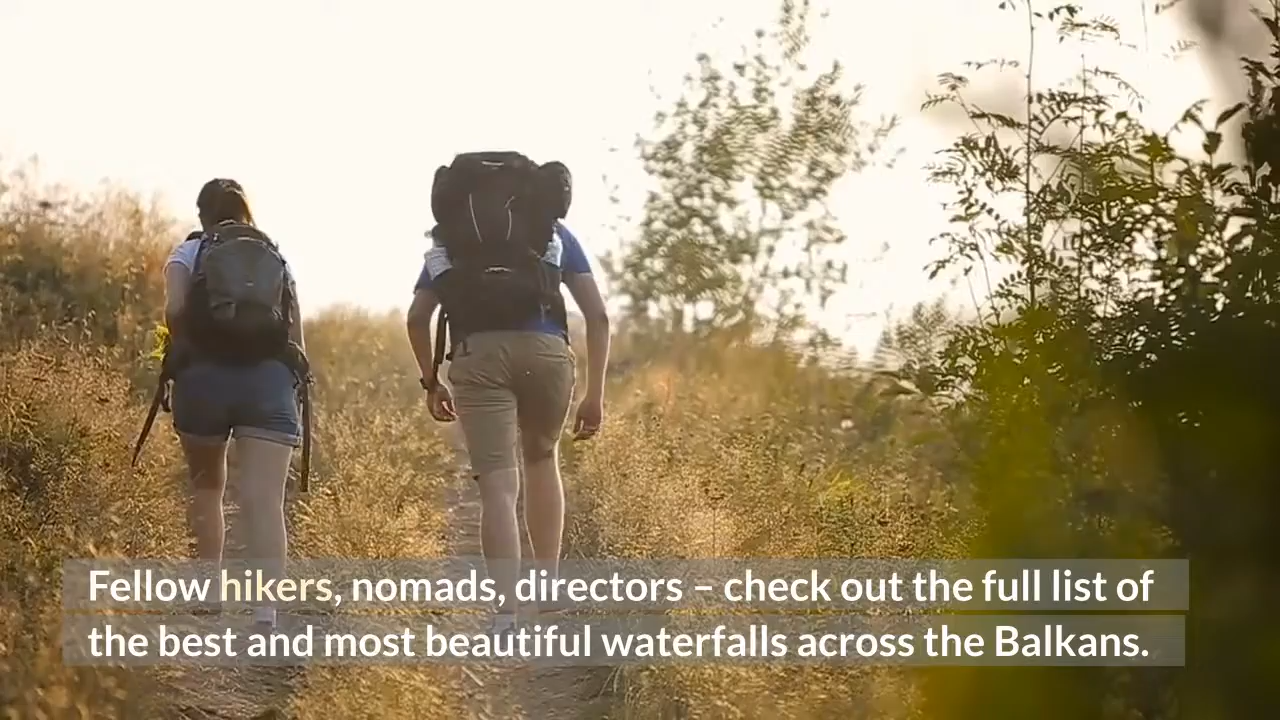 Fellow hikers, nomads, directors – check out the full list of
the best and most beautiful waterfalls across the Balkans.